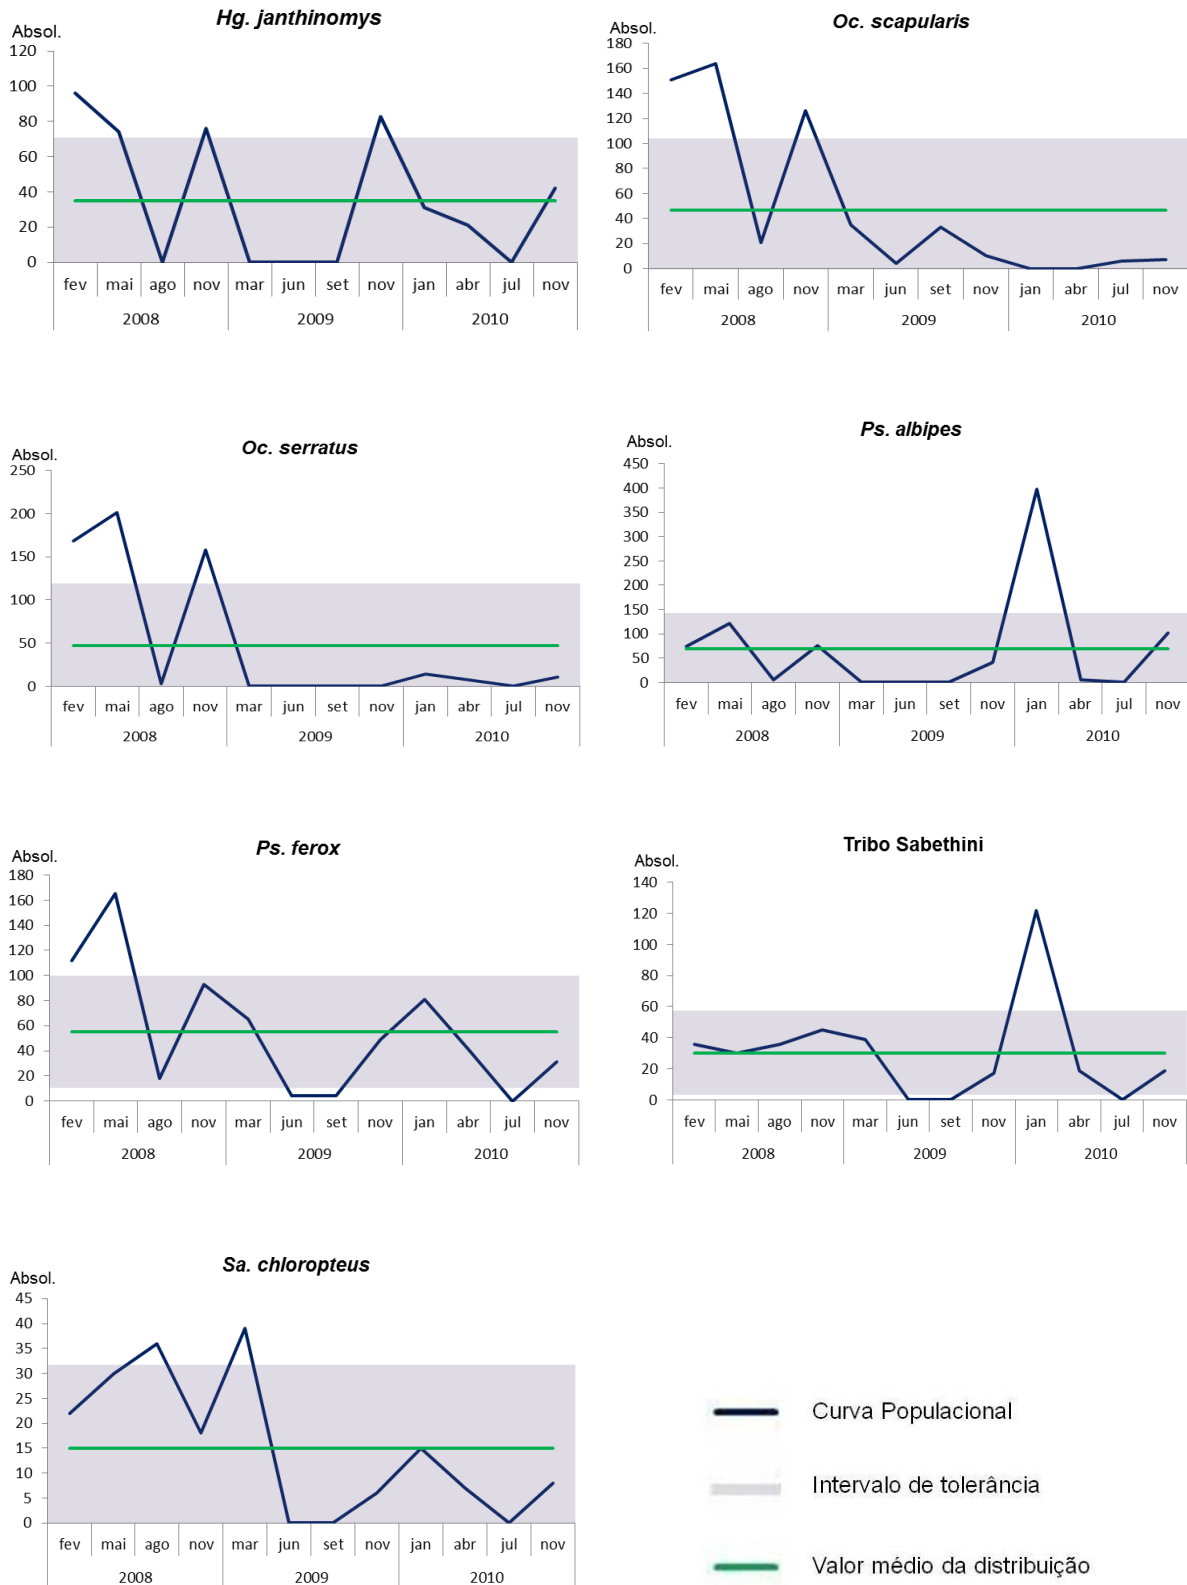 Hg. janthinomys
Absol.
120
100
80
60
40
20
0
fev mai ago nov mar jun set nov jan abr jul nov
2008 2009 2010
Oc. scapularis
Absol.
180
160
140
120
100
80
60
40
20
0
fev mai ago nov mar jun set nov jan abr jul nov
2008 2009 2010
Oc. serratus
Absol.
250
200
150
100
50
0
fev mai ago nov mar jun set nov jan abr jul nov
2008 2009 2010
Ps. albipes
Absol.
450
400
350
300
250
200
150
100
50
0
fev mai ago nov mar jun set nov jan abr jul nov
2008 2009 2010
Ps. ferox
Absol.
180
160
140
120
100
80
60
40
20
0
fev mai ago nov mar jun set nov jan abr jul nov
2008 2009 2010
Tribo Sabethini
Absol.
140
120
100
80
60
40
20
0
fev mai ago nov mar jun set nov jan abr jul nov
2008 2009 2010
Sa. chloropteus
Absol.
45
40
35
30
25
20
15
10
5
0
fev mai ago nov mar jun set nov jan abr jul nov
2008 2009 2010
Curva Populacional
Intervalo de tolerância
Valor médio da distribuição